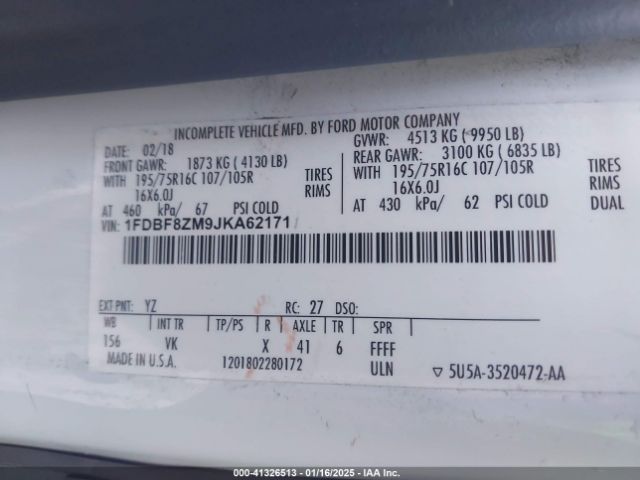 INCOMPLETE VEHICLE MFD. BY FORD MOTOR COMPANY
DATE: 02/18 GVWR: 4513 KG ( 9950 LB)
FRONT GAWR: 1873 KG ( 4130 LB) REAR GAWR: 3100 KG ( 6835 LB)
WITH 195/75R16C 107/105R TIRES WITH 195/75R16C 107/105R TIRES
16X6.0J RIMS 16X6.0J RIMS
AT 460 kPa/ 67 PSI COLD AT 430 kPa/ 62 PSI COLD DUAL
VIN: 1FDBF8ZM9JKA62171
EXT PNT: YZ RC: 27 DSO:
WB INT TR TP/PS R AXLE TR SPR
156 VK X 41 6 FFFF
MADE IN U.S.A. 1201802280172 ULN ▽ 5U5A-3520472-AA
0000-41326513 | 01/16/2025 - IAA Inc.